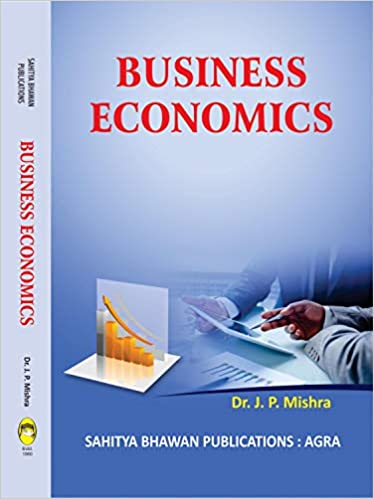 BUSINESS
ECONOMICS
Dr. J. P. Mishra
SAHITYA BHAWAN PUBLICATIONS : AGRA
SAHITYA BHAWAN
PUBLICATIONS
BUSINESS ECONOMICS
Dr. J. P. Mishra